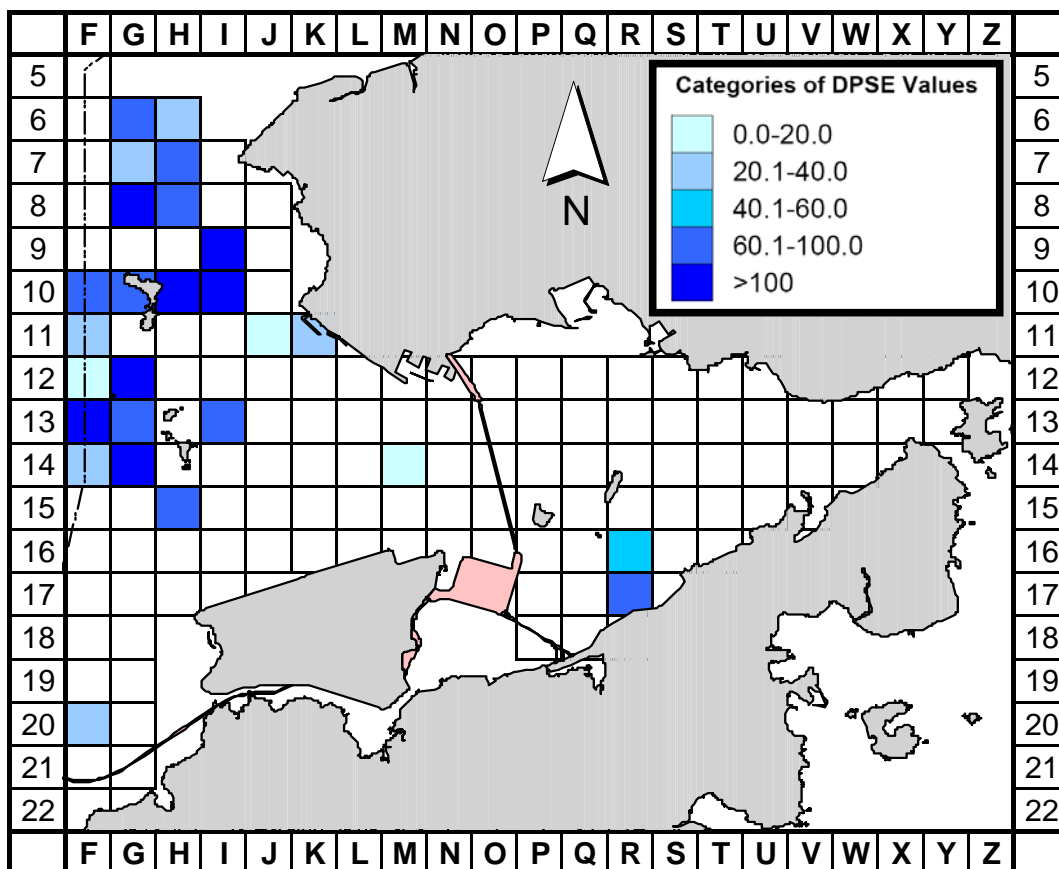 F G H I J K L M N O P Q R S T U V W X Y Z
5 5
Categories of DPSE Values
6 6
0.0-20.0
7 7
20.1-40.0
8 N 40.1-60.0 8
9 60.1-100.0 9
10 >100 10
11 11
12 12
13 13
14 14
15 15
16 16
17 17
18 18
19 19
20 20
21 21
22 22
F G H I J K L M N O P Q R S T U V W X Y Z